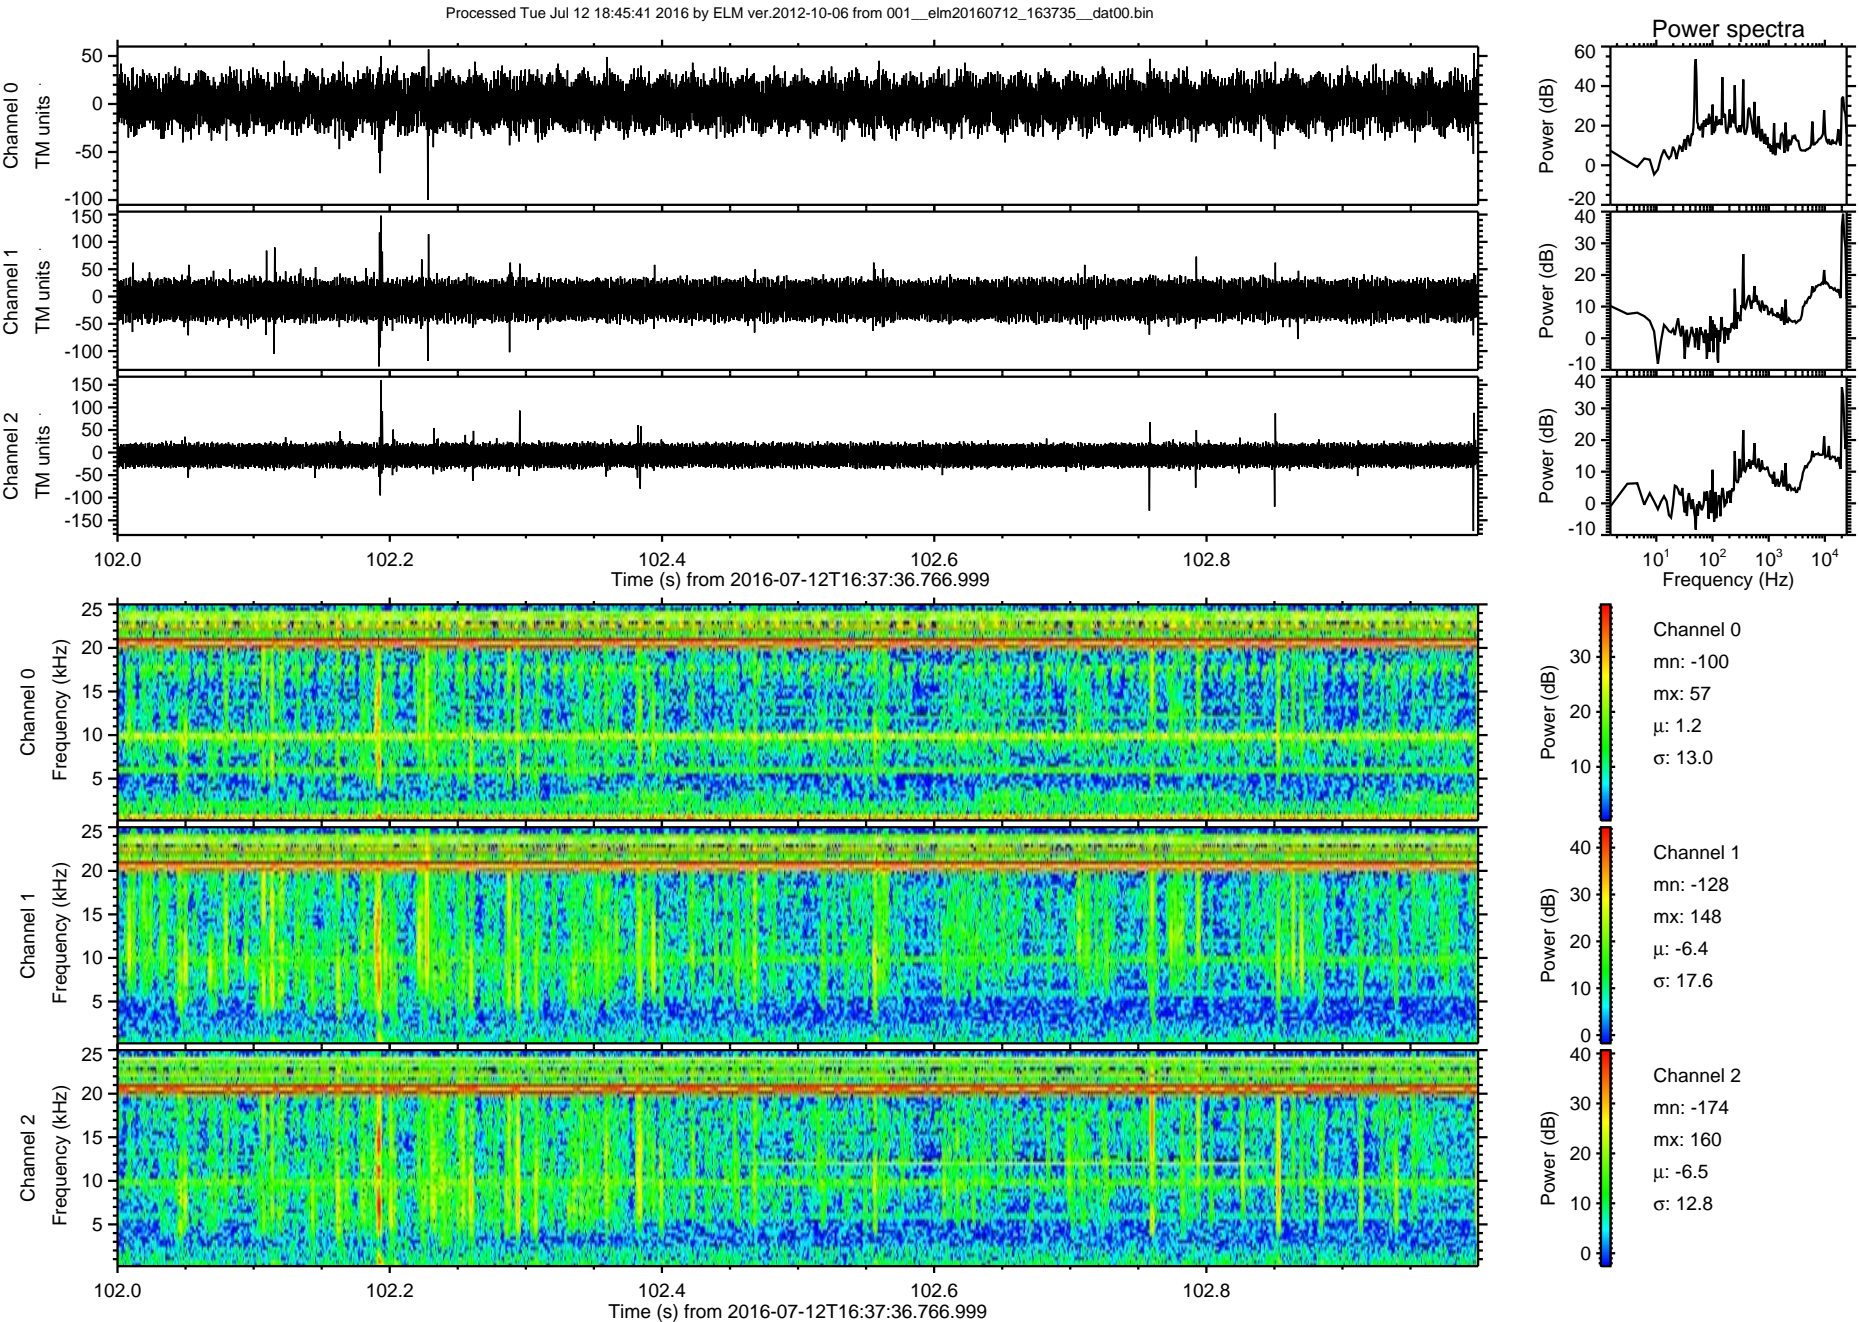 Processed Tue Jul 12 18:45:41 2016 by ELM ver.2012-10-06 from 001__elm20160712_163735__dat00.bin
Power spectra
Channel 0
TM units
50
0
-50
-100
Power (dB)
60
40
20
0
-20
Channel 1
TM units
150
100
50
0
-50
-100
Power (dB)
40
30
20
10
0
-10
Channel 2
TM units
150
100
50
0
-50
-100
-150
Power (dB)
40
30
20
10
0
-10
102.0 102.2 102.4 102.6 102.8
Time (s) from 2016-07-12T16:37:36.766.999
10¹ 10² 10³ 10⁴
Frequency (Hz)
Channel 0
Frequency (kHz)
25
20
15
10
5
Power (dB)
30
20
10
Channel 0
mn: -100
mx: 57
μ: 1.2
σ: 13.0
Channel 1
Frequency (kHz)
25
20
15
10
5
Power (dB)
40
30
20
10
0
Channel 1
mn: -128
mx: 148
μ: -6.4
σ: 17.6
Channel 2
Frequency (kHz)
25
20
15
10
5
Power (dB)
40
30
20
10
0
Channel 2
mn: -174
mx: 160
μ: -6.5
σ: 12.8
102.0 102.2 102.4 102.6 102.8
Time (s) from 2016-07-12T16:37:36.766.999